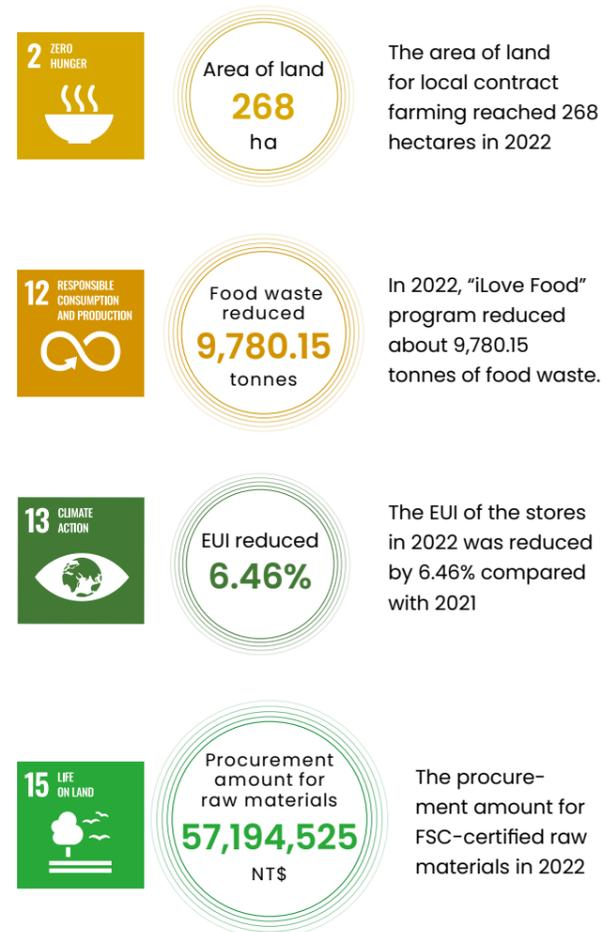 2 ZERO
HUNGER
Area of land
268
ha
The area of land
for local contract
farming reached 268
hectares in 2022
12 RESPONSIBLE
CONSUMPTION
AND PRODUCTION
Food waste
reduced
9,780.15
tonnes
In 2022, “iLove Food”
program reduced
about 9,780.15
tonnes of food waste.
13 CLIMATE
ACTION
EUI reduced
6.46%
The EUI of the stores
in 2022 was reduced
by 6.46% compared
with 2021
15 LIFE
ON LAND
Procurement
amount for
raw materials
57,194,525
NT$
The procure-
ment amount for
FSC-certified raw
materials in 2022